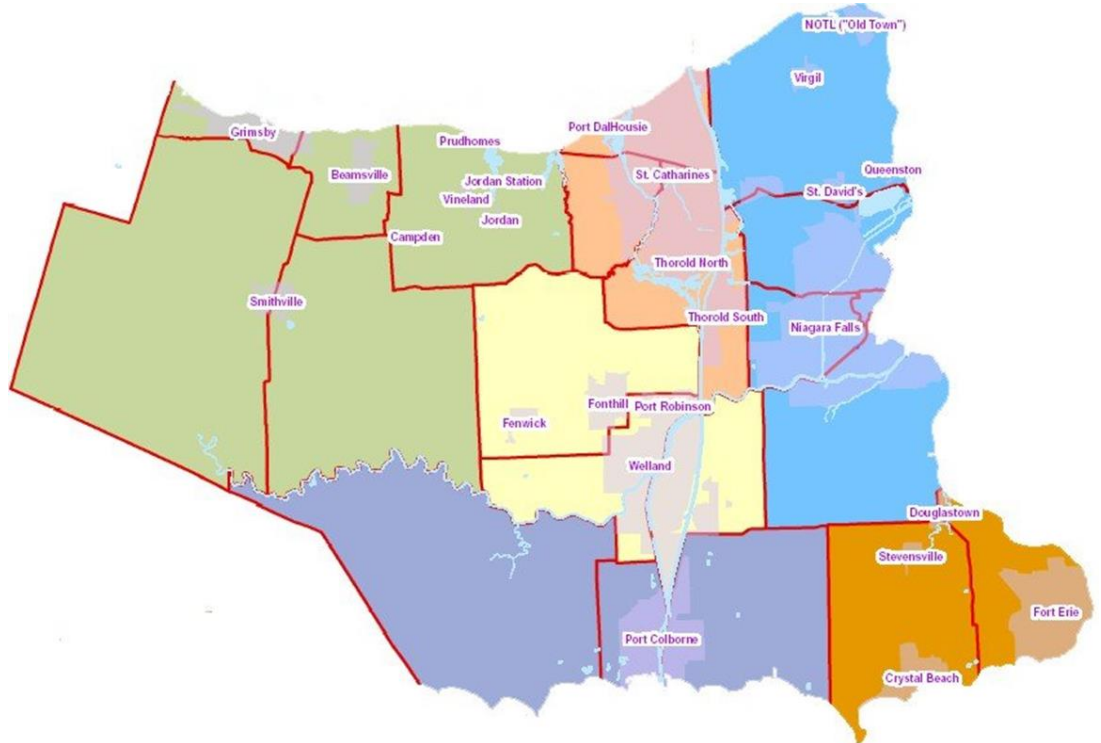 NOTL ("Old Town")
Virgil
Grimsby
Port DalHousie
Prudhomes
Beamsville
Jordan Station
St. Catharines
Queenston
St. David's
Vineland
Jordan
Campden
Thorold North
Smithville
Thorold South
Niagara Falls
Fonthill
Port Robinson
Fenwick
Welland
Douglastown
Stevensville
Fort Erie
Port Colborne
Crystal Beach